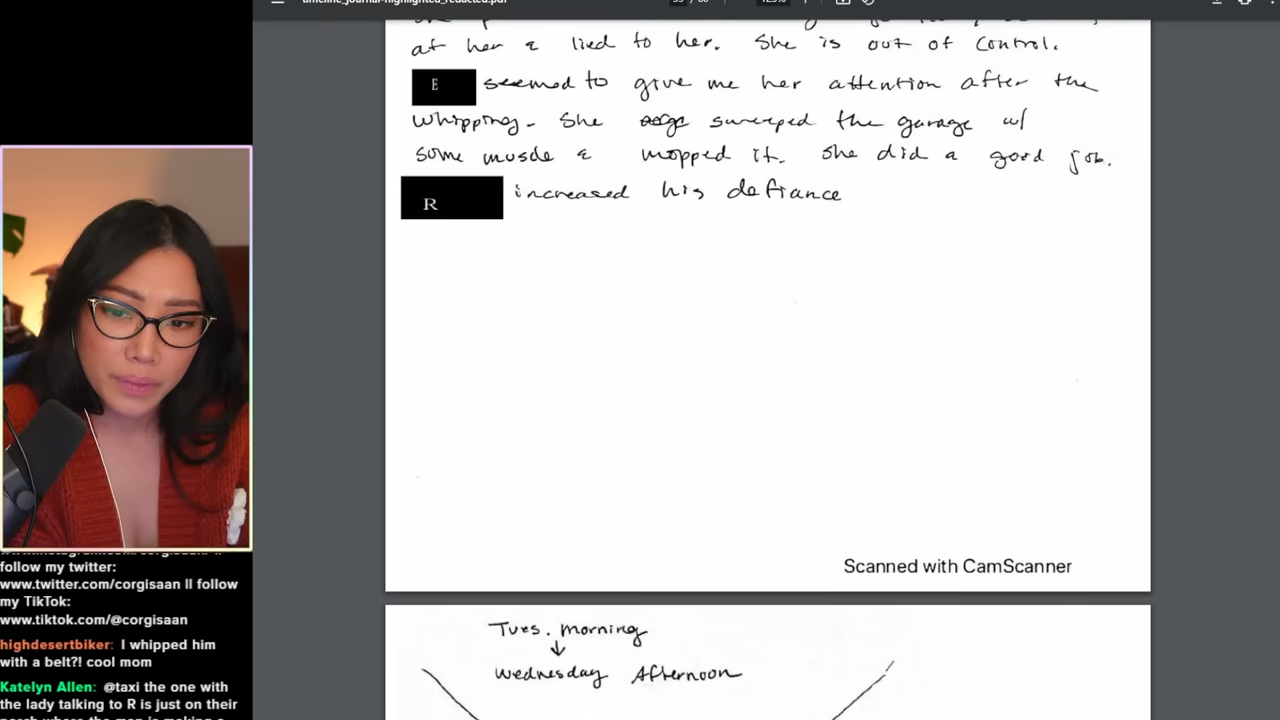 timeline_journal-highlighted_redacted.pdf
at her & lied to her. She is out of control.
E seemed to give me her attention after the
whipping. She sweeped the garage w/
some muscle & mopped it. She did a good job.
R increased his defiance
Scanned with CamScanner
Tues. morning
↓
Wednesday Afternoon
follow my twitter:
www.twitter.com/corgisaan ll follow
my TikTok:
www.tiktok.com/@corgisaan
highdesertbiker: I whipped him
with a belt?! cool mom
Katelyn Allen: @taxi the one with
the lady talking to R is just on their